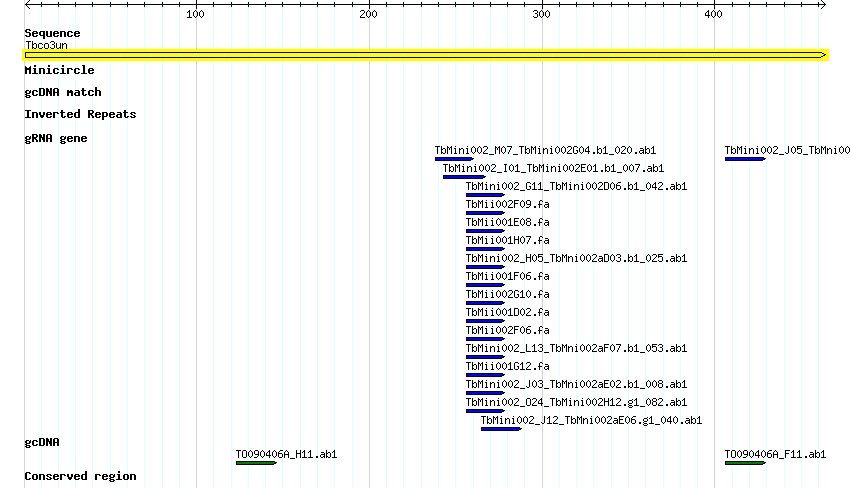 100 200 300 400
Sequence
Tbco3un
Minicircle
gcDNA match
Inverted Repeats
gRNA gene
TbMini002_M07_TbMini002G04.b1_020.ab1 TbMini002_J05_TbMni00
TbMini002_I01_TbMini002E01.b1_007.ab1
TbMini002_G11_TbMini002D06.b1_042.ab1
TbMii002F09.fa
TbMii001E08.fa
TbMii001H07.fa
TbMini002_H05_TbMni002aD03.b1_025.ab1
TbMii001F06.fa
TbMii002G10.fa
TbMii001D02.fa
TbMii002F06.fa
TbMini002_L13_TbMni002aF07.b1_053.ab1
TbMii001G12.fa
TbMini002_J03_TbMni002aE02.b1_008.ab1
TbMini002_O24_TbMini002H12.g1_082.ab1
TbMini002_J12_TbMni002aE06.g1_040.ab1
gcDNA
TO090406A_H11.ab1 TO090406A_F11.ab1
Conserved region